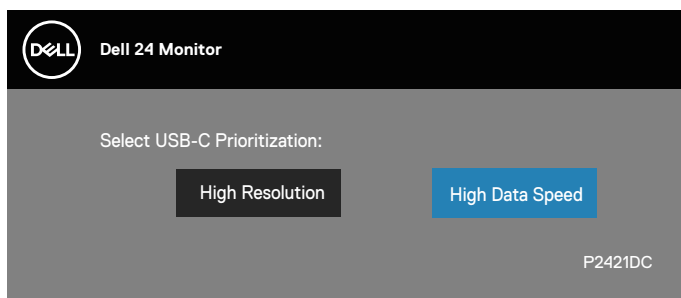 DELL Dell 24 Monitor
Select USB-C Prioritization:
High Resolution High Data Speed
P2421DC